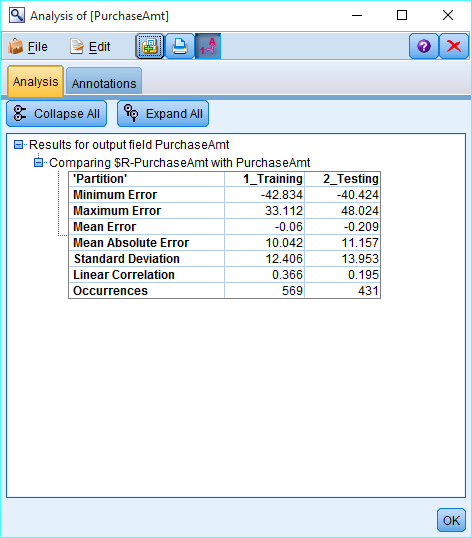 Analysis of [PurchaseAmt]
File Edit
Analysis Annotations
Collapse All Expand All
Results for output field PurchaseAmt
Comparing $R-PurchaseAmt with PurchaseAmt
'Partition' 1_Training 2_Testing
Minimum Error -42.834 -40.424
Maximum Error 33.112 48.024
Mean Error -0.06 -0.209
Mean Absolute Error 10.042 11.157
Standard Deviation 12.406 13.953
Linear Correlation 0.366 0.195
Occurrences 569 431
OK